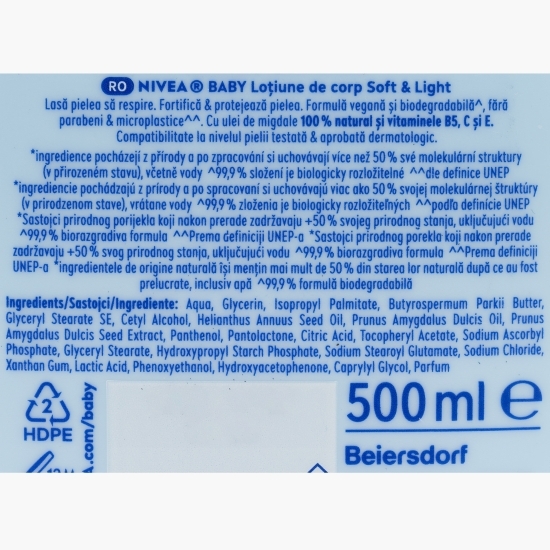 RO NIVEA® BABY Loțiune de corp Soft & Light
Lasă pielea să respire. Fortifică & protejează pielea. Formulă vegană și biodegradabilă^, fără
parabeni & microplastice^^. Cu ulei de migdale 100% natural și vitaminele B5, C și E.
Compatibilitate la nivelul pielii testată & aprobată dermatologic.
*ingredience pocházejí z přírody a po zpracování si uchovávají více než 50% své molekulární struktury
(v přirozeném stavu), včetně vody ^99,9% složení je biologicky rozložitelné ^^dle definice UNEP
*ingrediencie pochádzajú z prírody a po spracovaní si uchovávajú viac ako 50% svojej molekulárnej štruktúry
(v prirodzenom stave), vrátane vody ^99,9% zloženia je biologicky rozložiteľných ^^podľa definície UNEP
*Sastojci prirodnog porijekla koji nakon prerade zadržavaju +50% svojeg prirodnog stanja, uključujući vodu
^99,9% biorazgradiva formula ^^Prema definiciji UNEP-a *Sastojci prirodnog porekla koji nakon prerade
zadržavaju +50% svog prirodnog stanja, uključujući vodu ^99,9% biorazgradiva formula ^^Prema definiciji
UNEP-a *ingredientele de origine naturală își mențin mai mult de 50% din starea lor naturală după ce au fost
prelucrate, inclusiv apă ^99,9% formulă biodegradabilă
Ingredients/Sastojci/Ingrediente: Aqua, Glycerin, Isopropyl Palmitate, Butyrospermum Parkii Butter,
Glyceryl Stearate SE, Cetyl Alcohol, Helianthus Annuus Seed Oil, Prunus Amygdalus Dulcis Oil, Prunus
Amygdalus Dulcis Seed Extract, Panthenol, Pantolactone, Citric Acid, Tocopheryl Acetate, Sodium Ascorbyl
Phosphate, Glyceryl Stearate, Hydroxypropyl Starch Phosphate, Sodium Stearoyl Glutamate, Sodium Chloride,
Xanthan Gum, Lactic Acid, Phenoxyethanol, Hydroxyacetophenone, Caprylyl Glycol, Parfum
2
HDPE
A.com/baby
500 ml e
Beiersdorf